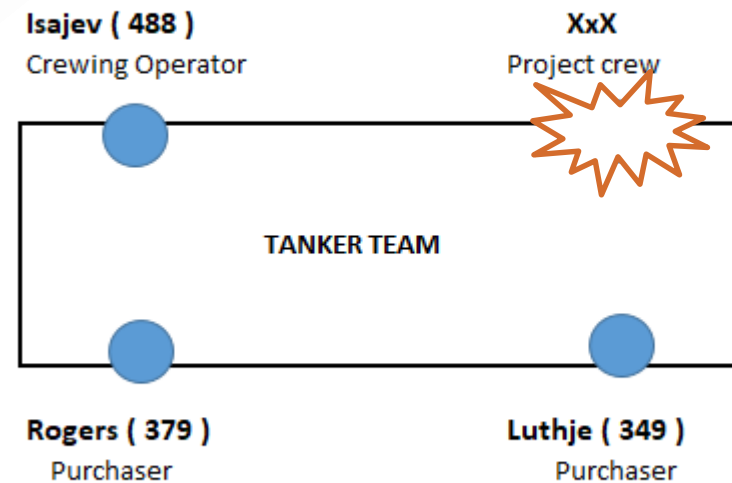 Isajev ( 488 )
Crewing Operator
XxX
Project crew
TANKER TEAM
Rogers ( 379 )
Purchaser
Luthje ( 349 )
Purchaser